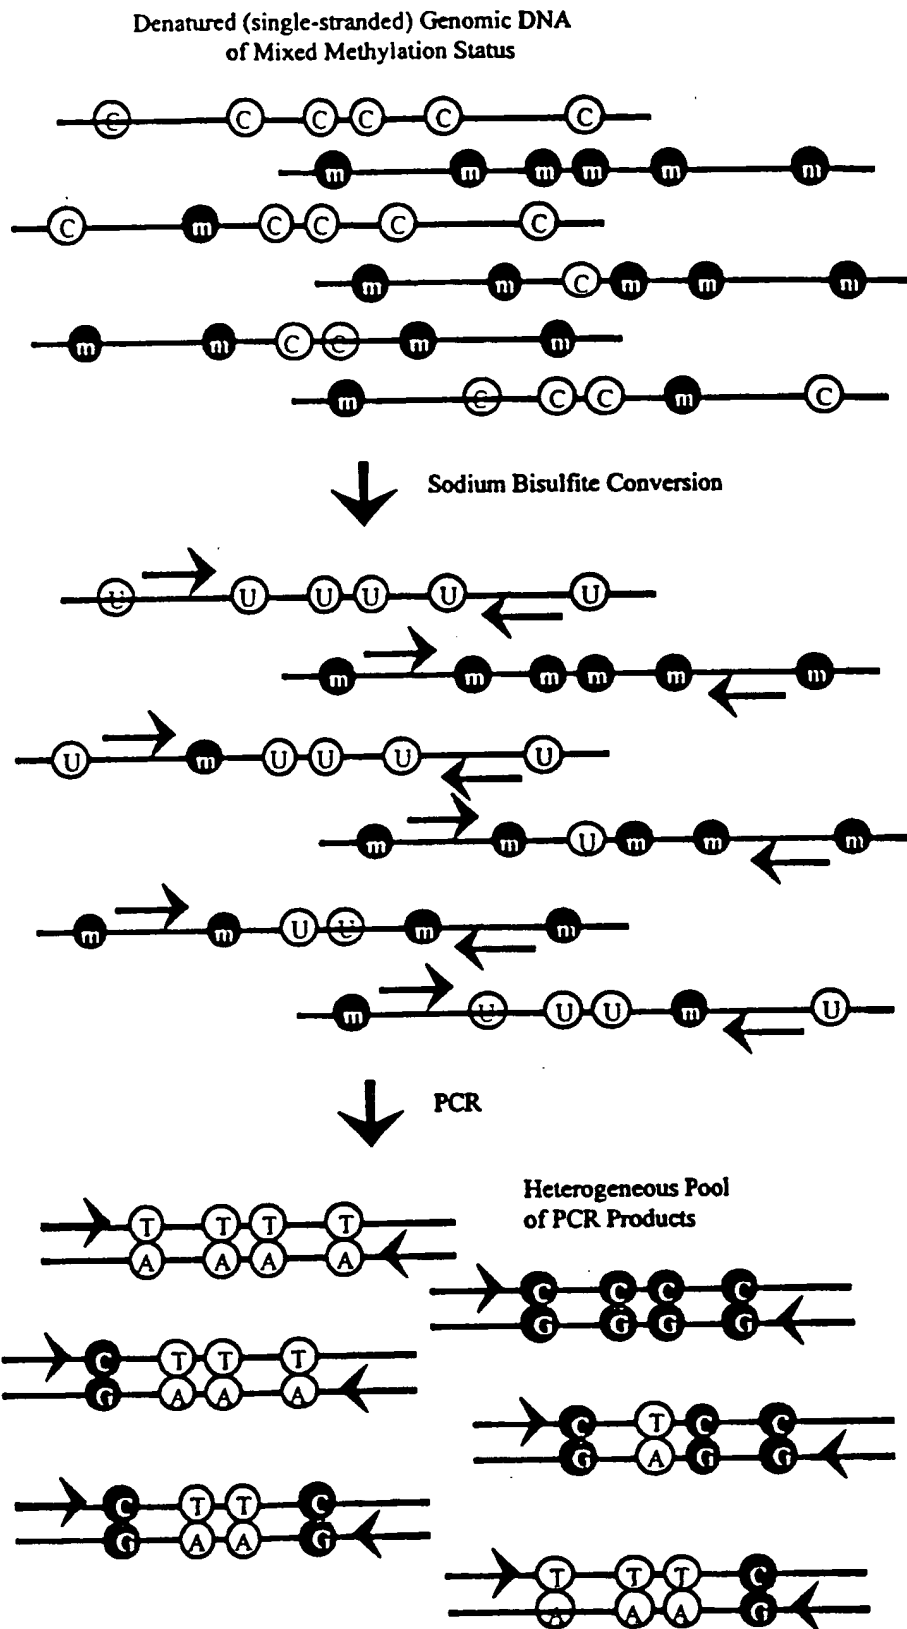 Denatured (single-stranded) Genomic DNA
of Mixed Methylation Status
C C C C C C
m m m m m m
C m C C C C
m m C m m m
m m C C m m
m C C C m C
Sodium Bisulfite Conversion
U U U U U U
m m m m m m
U m U U U U
m m U m m m
m m U U m m
m U U U m U
PCR
Heterogeneous Pool
of PCR Products
T T T T
A A A A
C C C C
G G G G
C T T T
G A A A
C T C C
G A G G
C T T C
G A A G
T T T C
A A A G